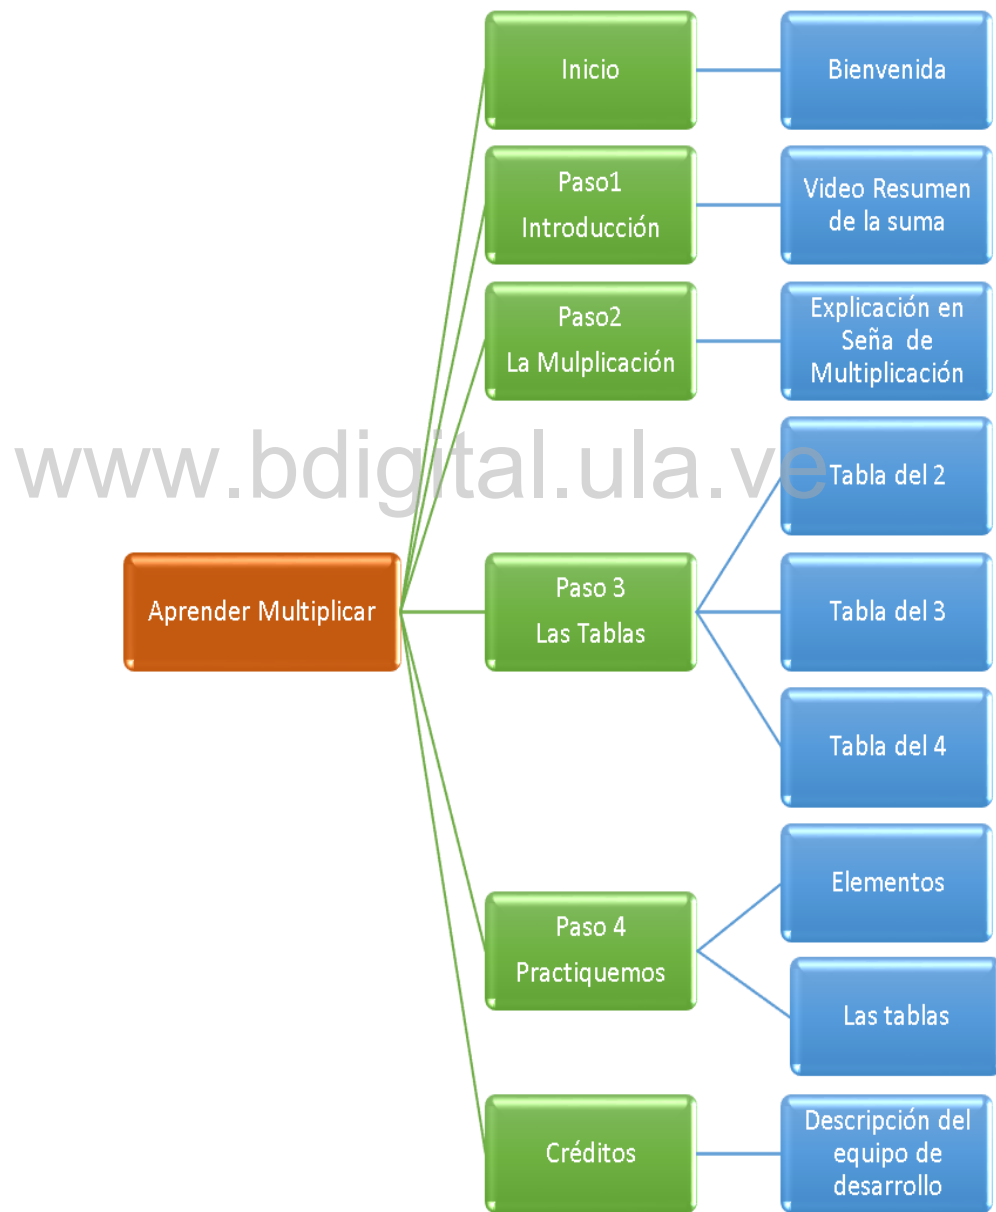 Inicio
Bienvenida
Paso1
Introducción
Video Resumen
de la suma
Paso2
La Mulplicación
Explicación en
Seña de
Multiplicación
www.bdigital.ula.ve
Tabla del 2
Aprender Multiplicar
Paso 3
Las Tablas
Tabla del 3
Tabla del 4
Paso 4
Practiquemos
Elementos
Las tablas
Créditos
Descripción del
equipo de
desarrollo